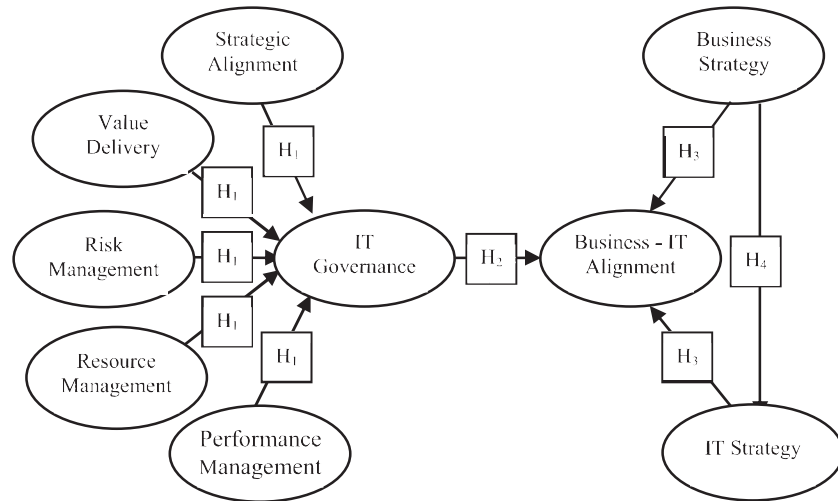 Strategic
Alignment
Business
Strategy
Value
Delivery
H₁
H₃
H₁
Risk
Management
H₁
IT
Governance
H₂
Business - IT
Alignment
H₄
H₁
Resource
Management
H₁
H₃
Performance
Management
IT Strategy